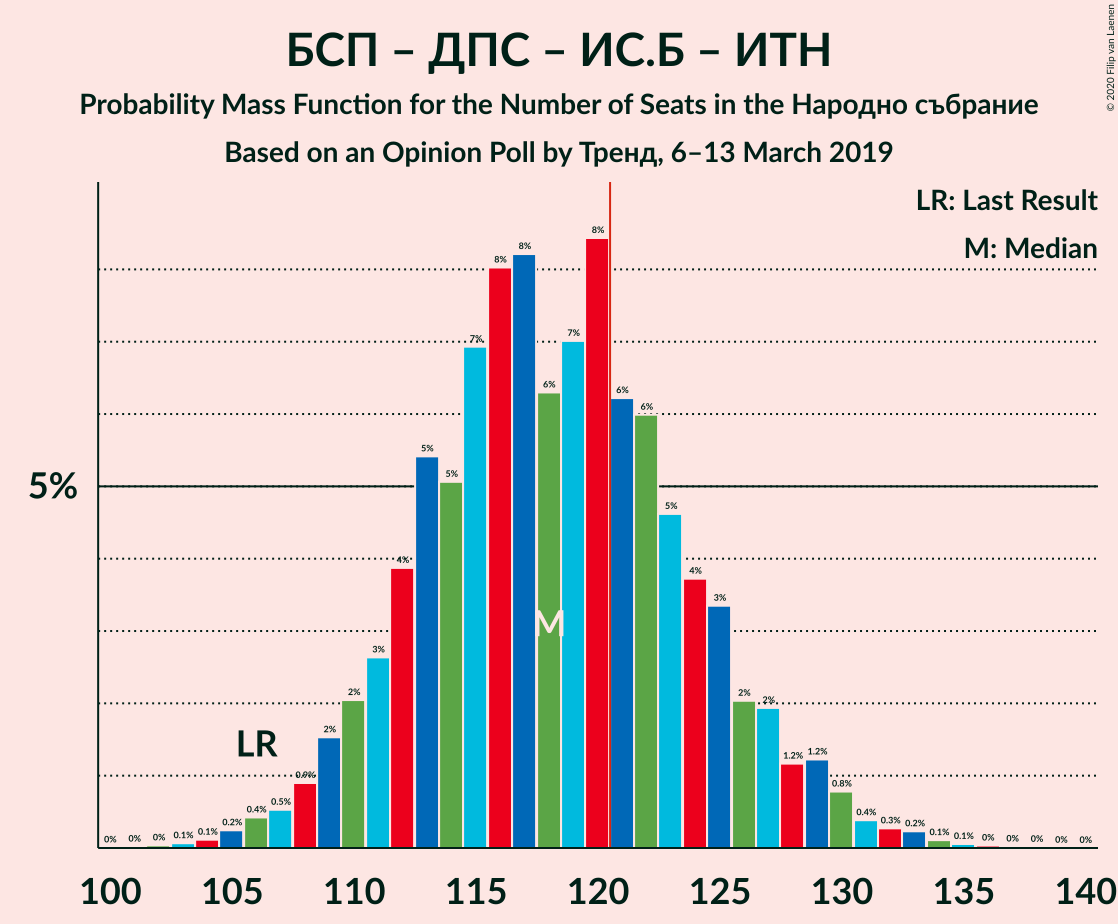 БСП – ДПС – ИС.Б – ИТН
Probability Mass Function for the Number of Seats in the Народно събрание
Based on an Opinion Poll by Тренд, 6–13 March 2019
© 2020 Filip van Laenen
LR: Last Result
M: Median
5%
0% 0% 0% 0.1% 0.1% 0.2% 0.4% 0.5% 0.9% 2% 2% 3% 4% 5% 5% 7% 8% 8% 6% 7% 8% 6% 6% 5% 4% 3% 2% 2% 1.2% 1.2% 0.8% 0.4% 0.3% 0.2% 0.1% 0.1% 0% 0% 0% 0% 0%
M
LR
100 105 110 115 120 125 130 135 140